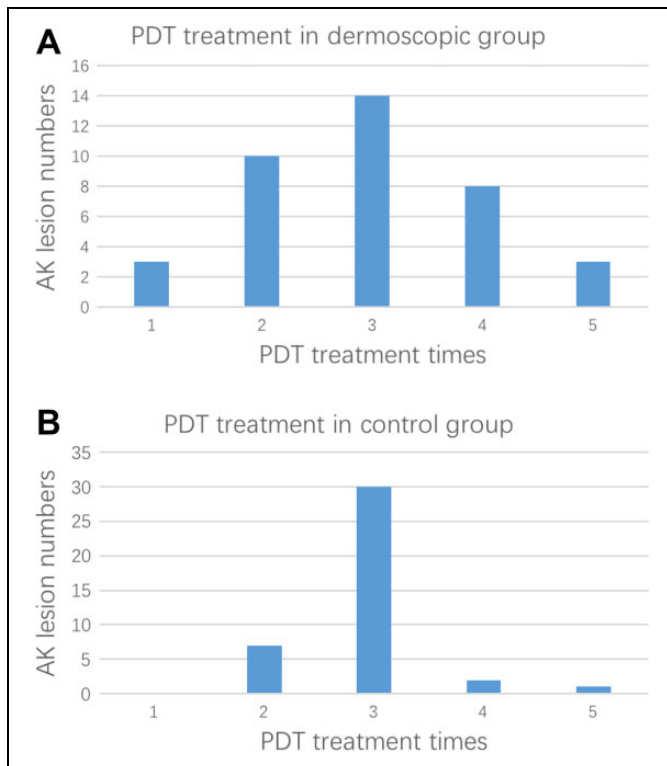 A
PDT treatment in dermoscopic group
16
14
12
10
8
6
4
2
0
AK lesion numbers
1 2 3 4 5
PDT treatment times
B
PDT treatment in control group
35
30
25
20
15
10
5
0
AK lesion numbers
1 2 3 4 5
PDT treatment times